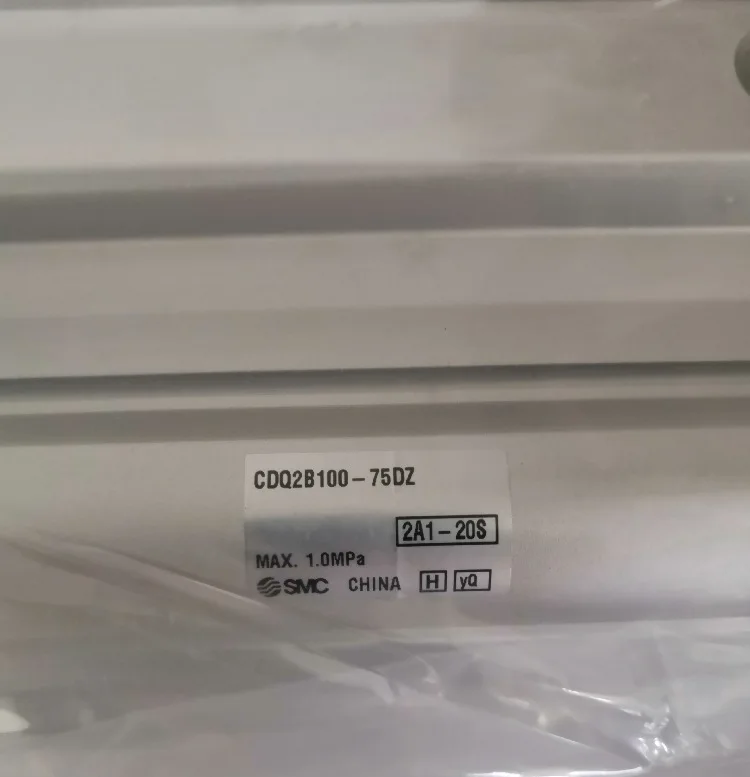 CDQ2B100-75DZ
2A1-20S
MAX. 1.0MPa
SMC CHINA H yQ